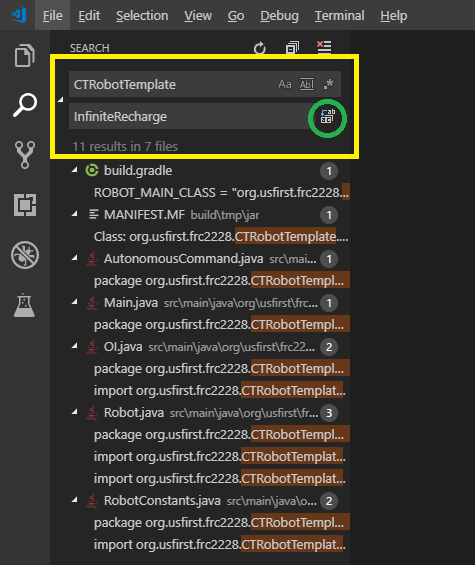 File Edit Selection View Go Debug Terminal Help
SEARCH
CTRobotTemplate Aa Abl .*
InfiniteRecharge
11 results in 7 files
build.gradle 1
ROBOT_MAIN_CLASS = "org.usfirst.frc2228....
MANIFEST.MF build\tmp\jar 1
Class: org.usfirst.frc2228.CTRobotTemplate....
AutonomousCommand.java src\mai... 1
package org.usfirst.frc2228.CTRobotTempl...
Main.java src\main\java\org\usfirst\frc... 1
package org.usfirst.frc2228.CTRobotTempl...
OI.java src\main\java\org\usfirst\frc22... 2
package org.usfirst.frc2228.CTRobotTempl...
import org.usfirst.frc2228.CTRobotTemplat...
Robot.java src\main\java\org\usfirst\fr... 3
package org.usfirst.frc2228.CTRobotTempl...
import org.usfirst.frc2228.CTRobotTemplat...
import org.usfirst.frc2228.CTRobotTemplat...
RobotConstants.java src\main\java\o... 2
package org.usfirst.frc2228.CTRobotTempl...
import org.usfirst.frc2228.CTRobotTemplat...